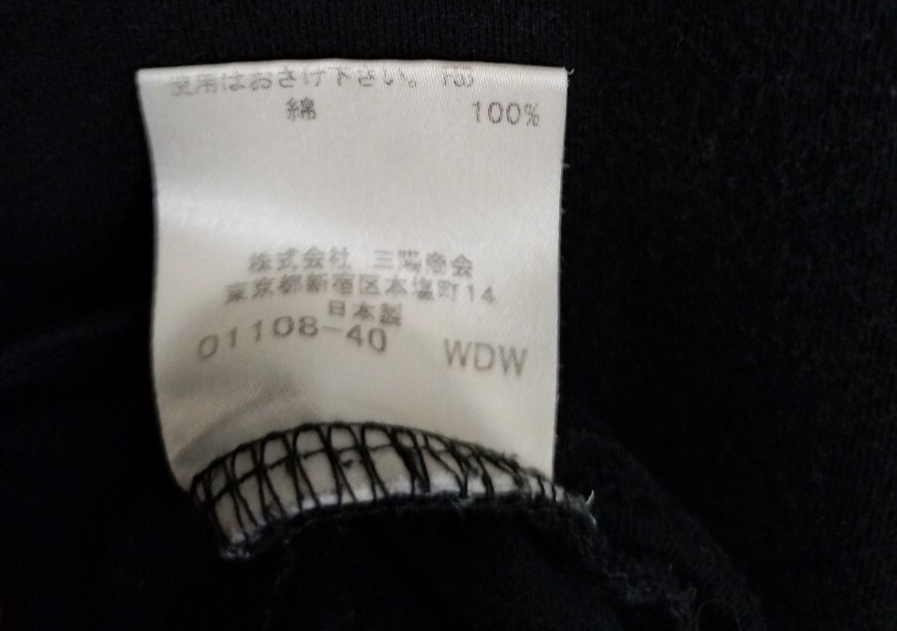 使用はおさけ下さい。
綿 100%
株式会社 三陽商会
東京都新宿区本塩町14
日本製
01108-40 WDW